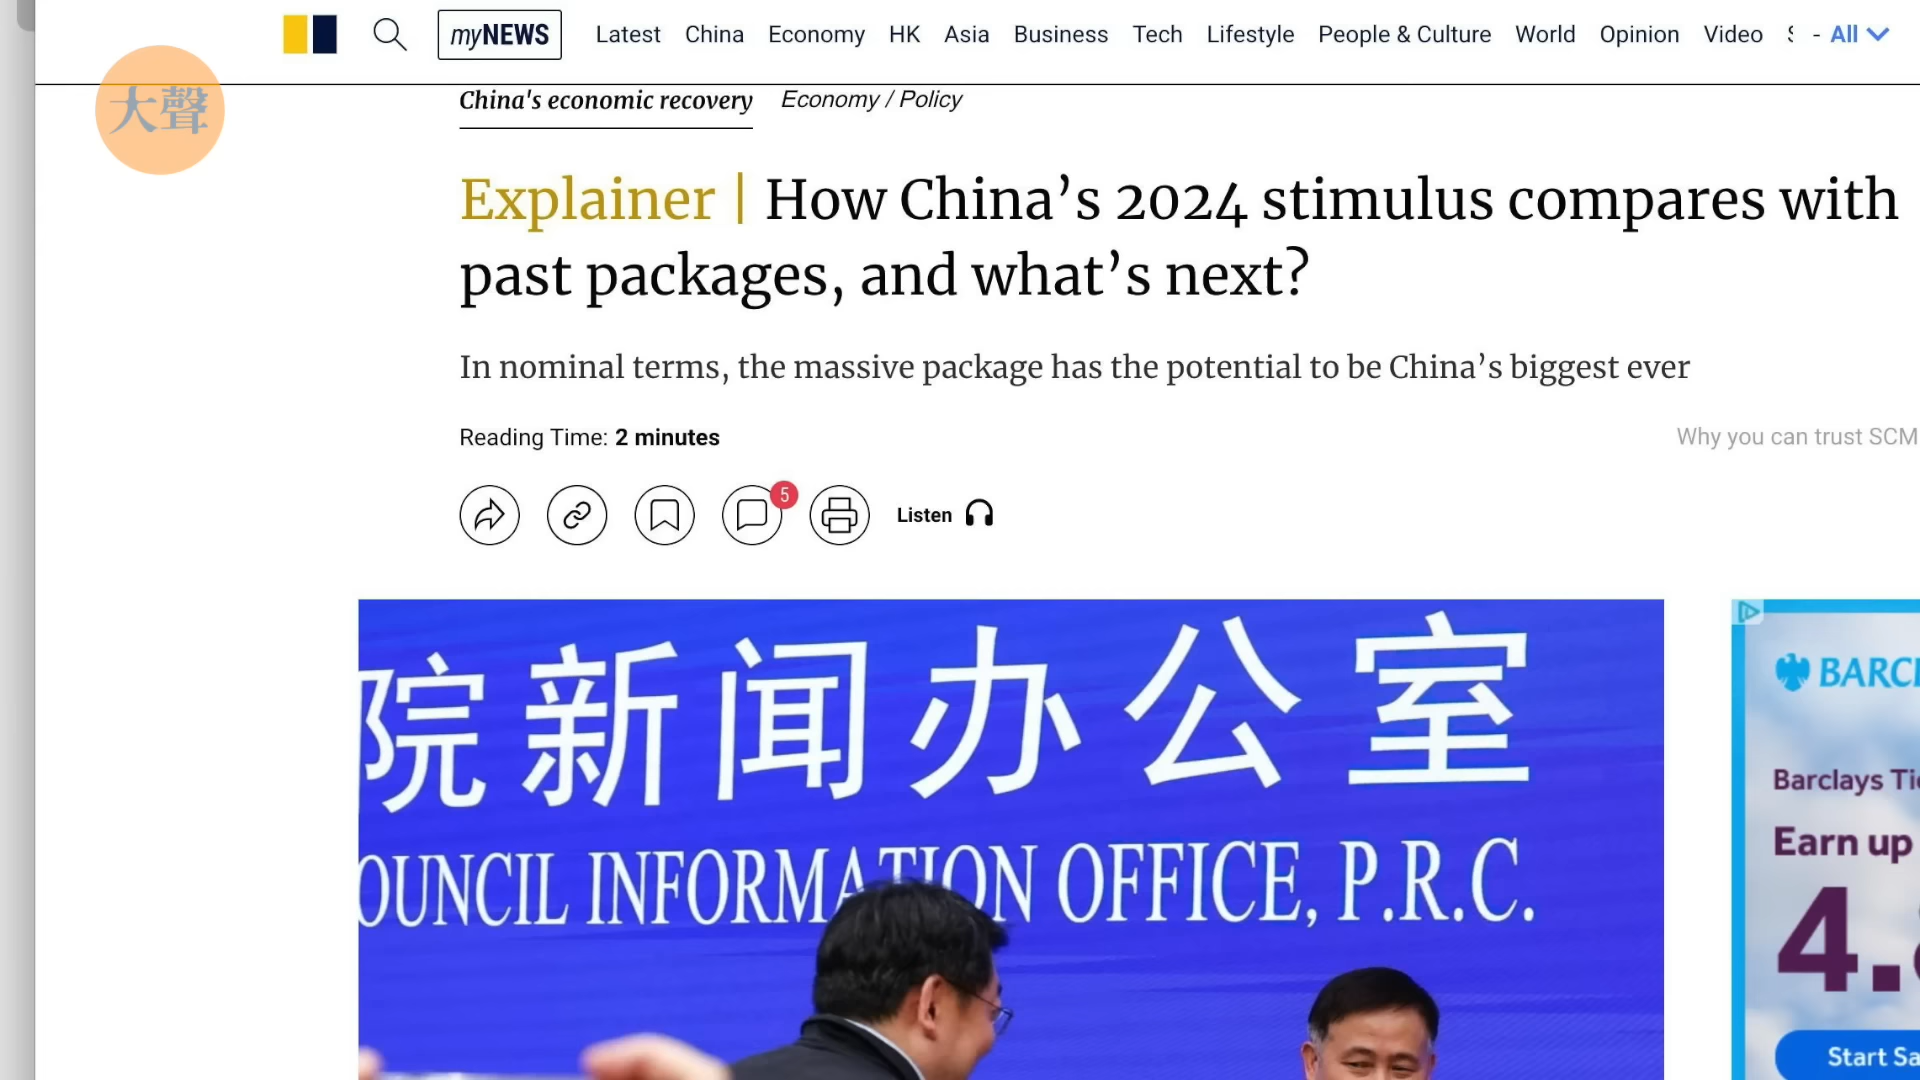 myNEWS Latest China Economy HK Asia Business Tech Lifestyle People & Culture World Opinion Video - All
大聲
China's economic recovery Economy / Policy
Explainer | How China’s 2024 stimulus compares with
past packages, and what’s next?
In nominal terms, the massive package has the potential to be China’s biggest ever
Reading Time: 2 minutes
Why you can trust SCM
5
Listen
院新闻办公室
OUNCIL INFORMATION OFFICE, P.R.C.
BARC
Barclays Ti
Earn up
4.
Start Sa